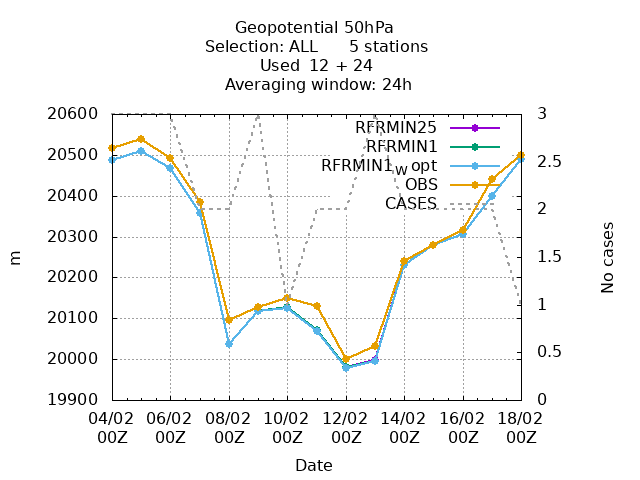 Geopotential 50hPa
Selection: ALL 5 stations
Used 12 + 24
Averaging window: 24h
20600
20500
20400
20300
20200
20100
20000
19900
m
3
2.5
2
1.5
1
0.5
0
No cases
RFRMIN25
RFRMIN1
RFRMIN1w opt
OBS
CASES
04/02 06/02 08/02 10/02 12/02 14/02 16/02 18/02
00Z 00Z 00Z 00Z 00Z 00Z 00Z 00Z
Date